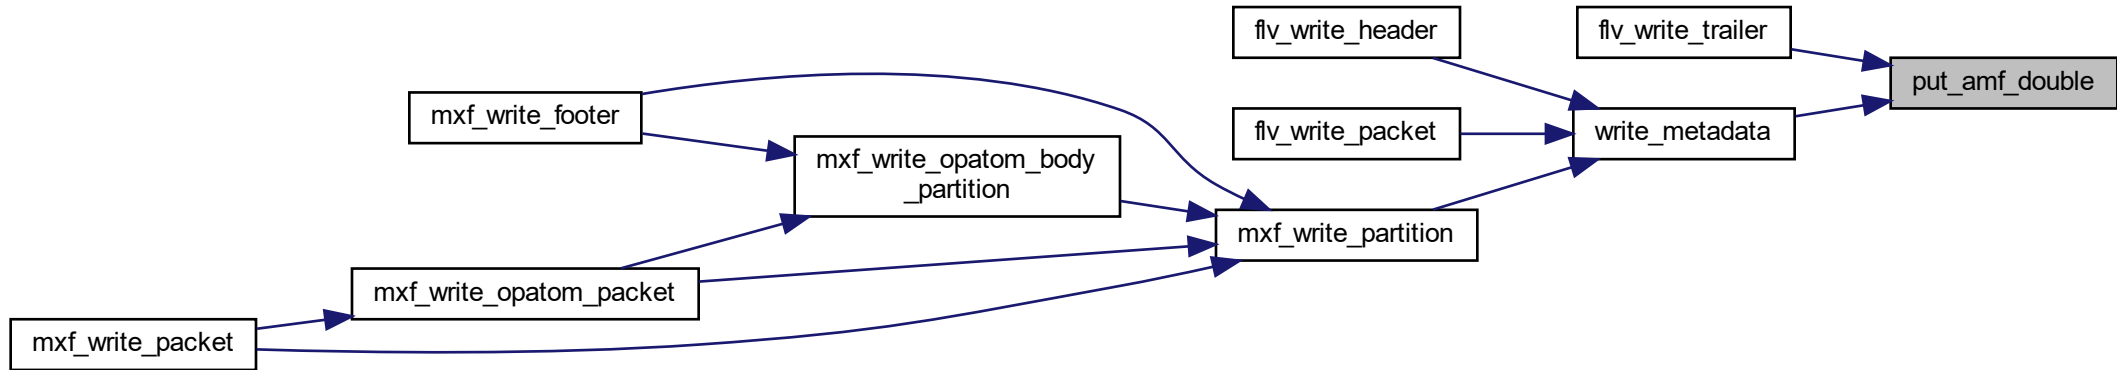 flv_write_header
flv_write_trailer
put_amf_double
mxf_write_footer
flv_write_packet
write_metadata
mxf_write_opatom_body
_partition
mxf_write_partition
mxf_write_opatom_packet
mxf_write_packet